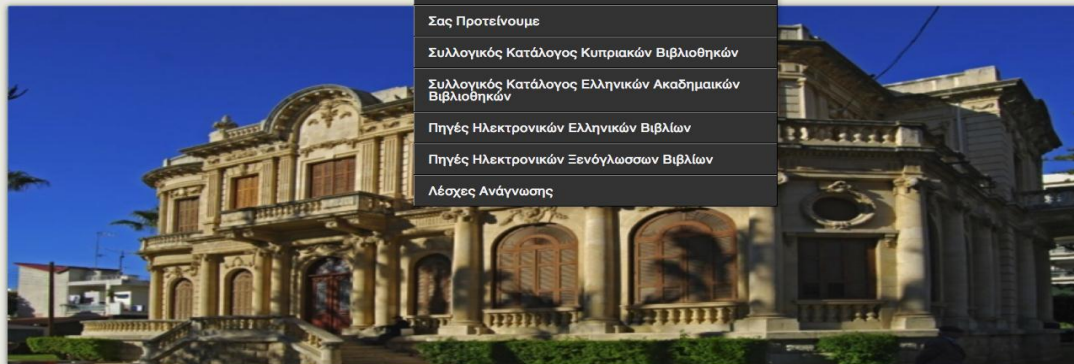 Σας Προτείνουμε
Συλλογικός Κατάλογος Κυπριακών Βιβλιοθηκών
Συλλογικός Κατάλογος Ελληνικών Ακαδημαικών
Βιβλιοθηκών
Πηγές Ηλεκτρονικών Ελληνικών Βιβλίων
Πηγές Ηλεκτρονικών Ξενόγλωσσων Βιβλίων
Λέσχες Ανάγνωσης